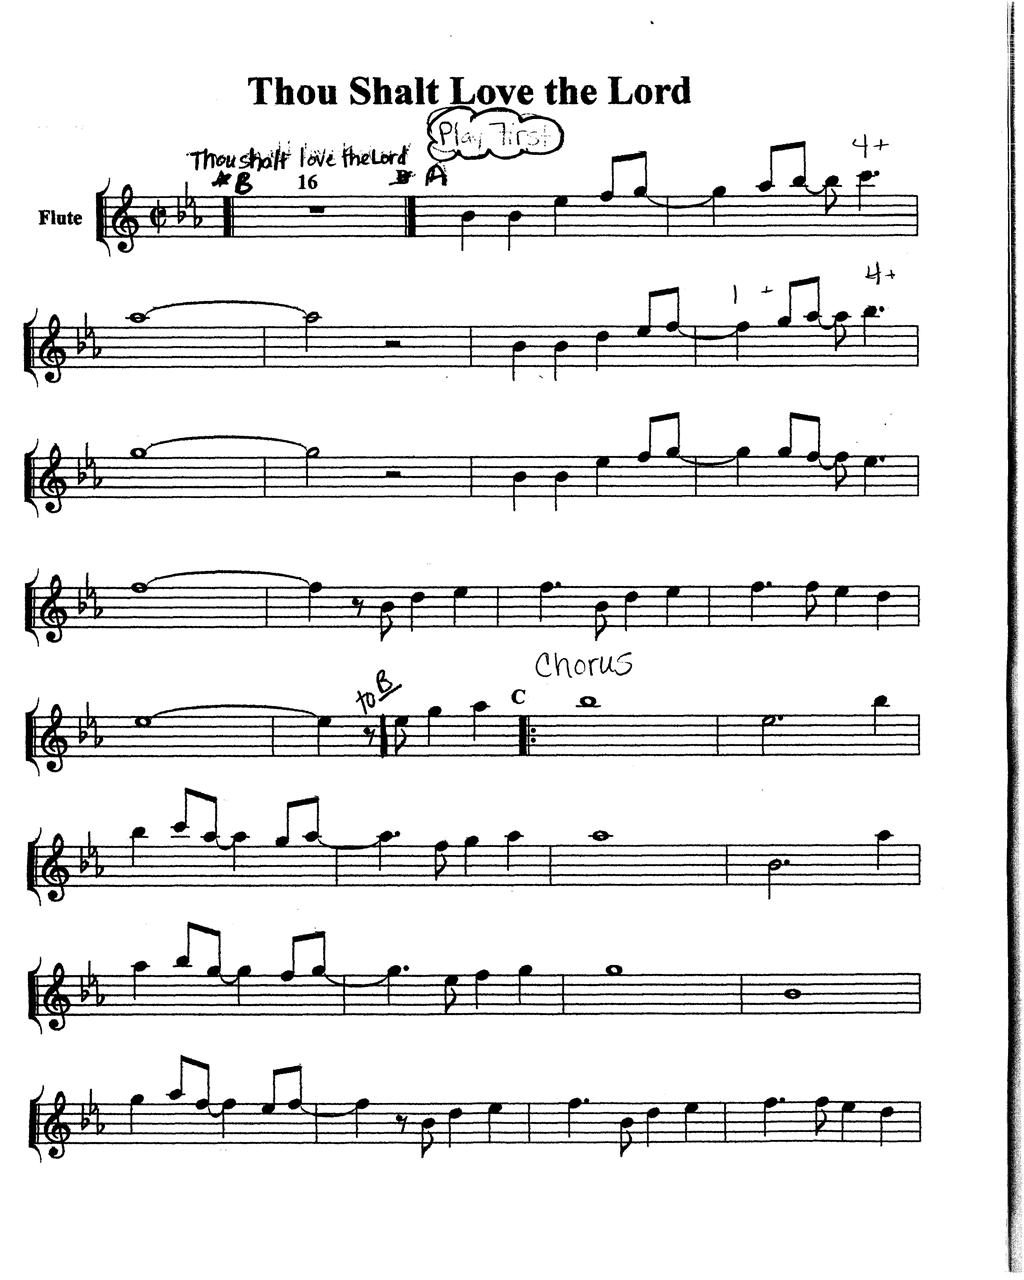 Thou Shalt Love the Lord
Play First
Thou shalt love the Lord
4+
B 16 B A
Flute
1 + 4+
to B
Chorus
C